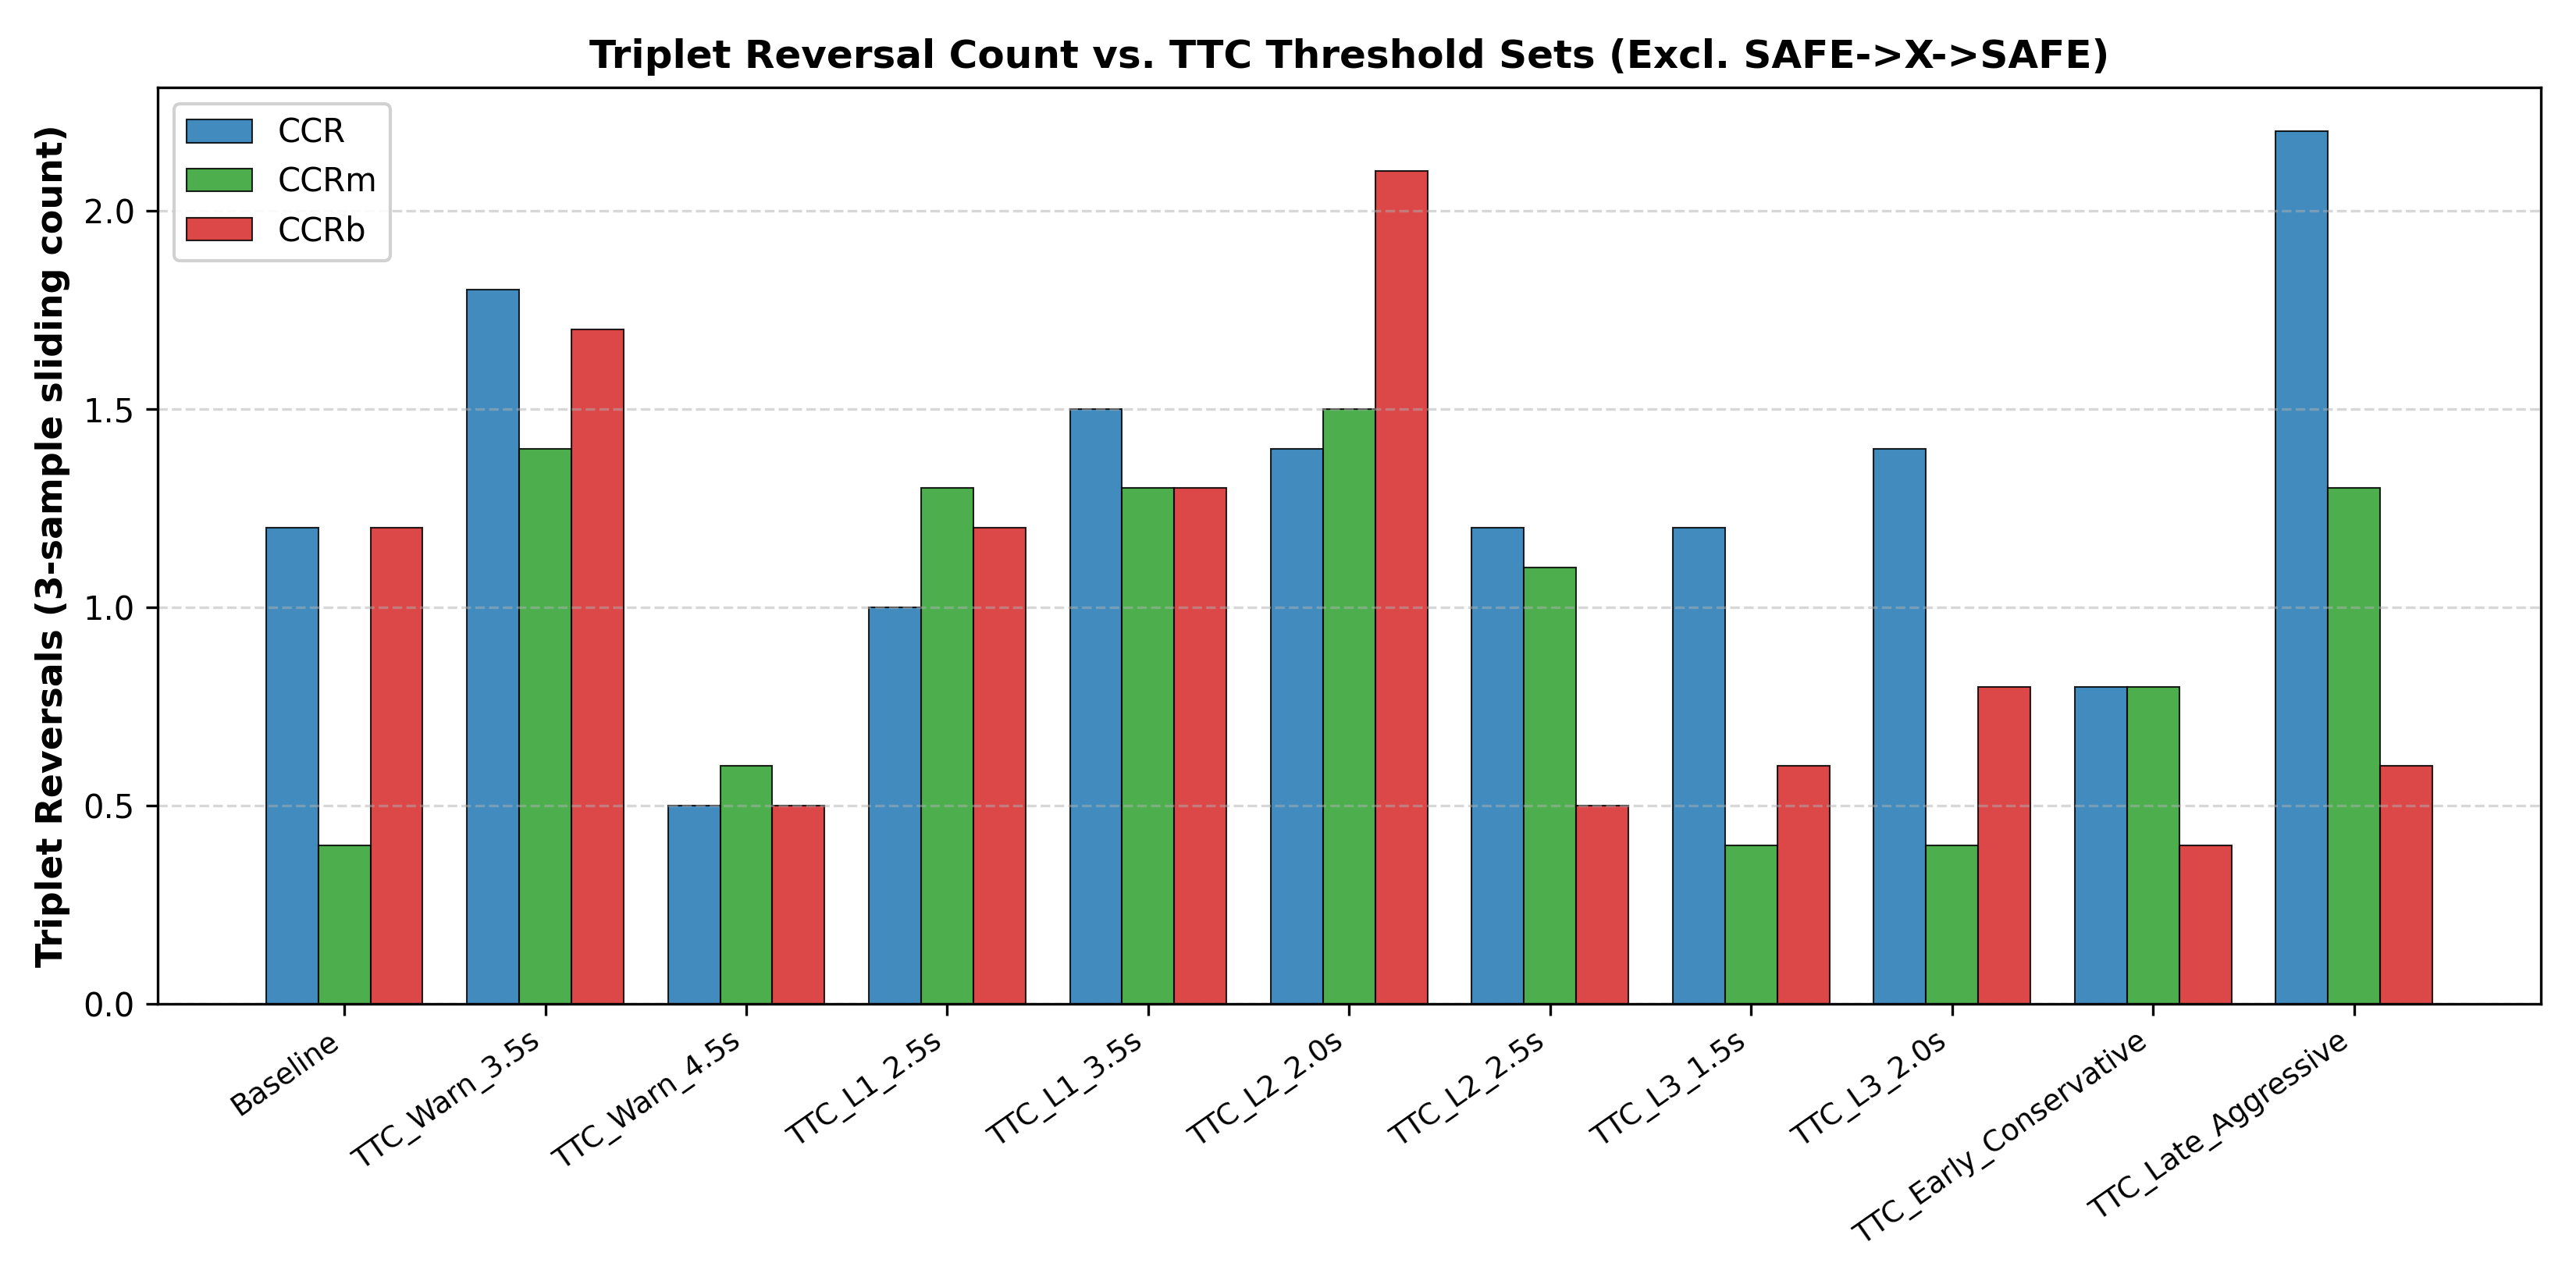 Triplet Reversal Count vs. TTC Threshold Sets (Excl. SAFE->X->SAFE)
CCR
CCRm
CCRb
Triplet Reversals (3-sample sliding count)
2.0
1.5
1.0
0.5
0.0
Baseline
TTC_Warn_3.5s
TTC_Warn_4.5s
TTC_L1_2.5s
TTC_L1_3.5s
TTC_L2_2.0s
TTC_L2_2.5s
TTC_L3_1.5s
TTC_L3_2.0s
TTC_Early_Conservative
TTC_Late_Aggressive